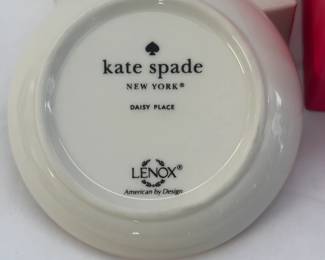 kate spade
NEW YORK®
DAISY PLACE
LENOX®
American by Design